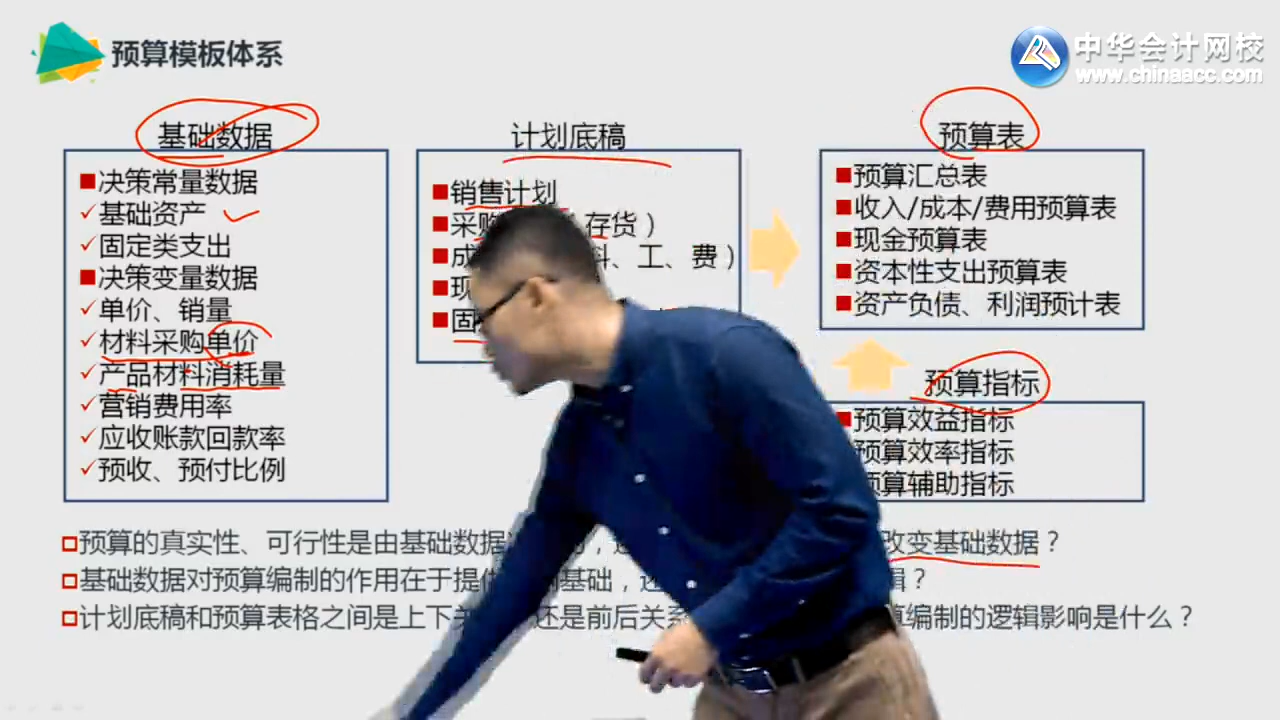 预算模板体系
中华会计网校
www.chinaacc.com
基础数据
决策常量数据
基础资产
固定类支出
决策变量数据
单价、销量
材料采购单价
产品材料消耗量
营销费用率
应收账款回款率
预收、预付比例
计划底稿
销售计划
采购 存货）
成 料、工、费）
现
固
预算表
预算汇总表
收入/成本/费用预算表
现金预算表
资本性支出预算表
资产负债、利润预计表
预算指标
预算效益指标
预算效率指标
预算辅助指标
预算的真实性、可行性是由基础数据 改变基础数据？
基础数据对预算编制的作用在于提供 基础，还 ？
计划底稿和预算表格之间是上下关 还是前后关系 编制的逻辑影响是什么？